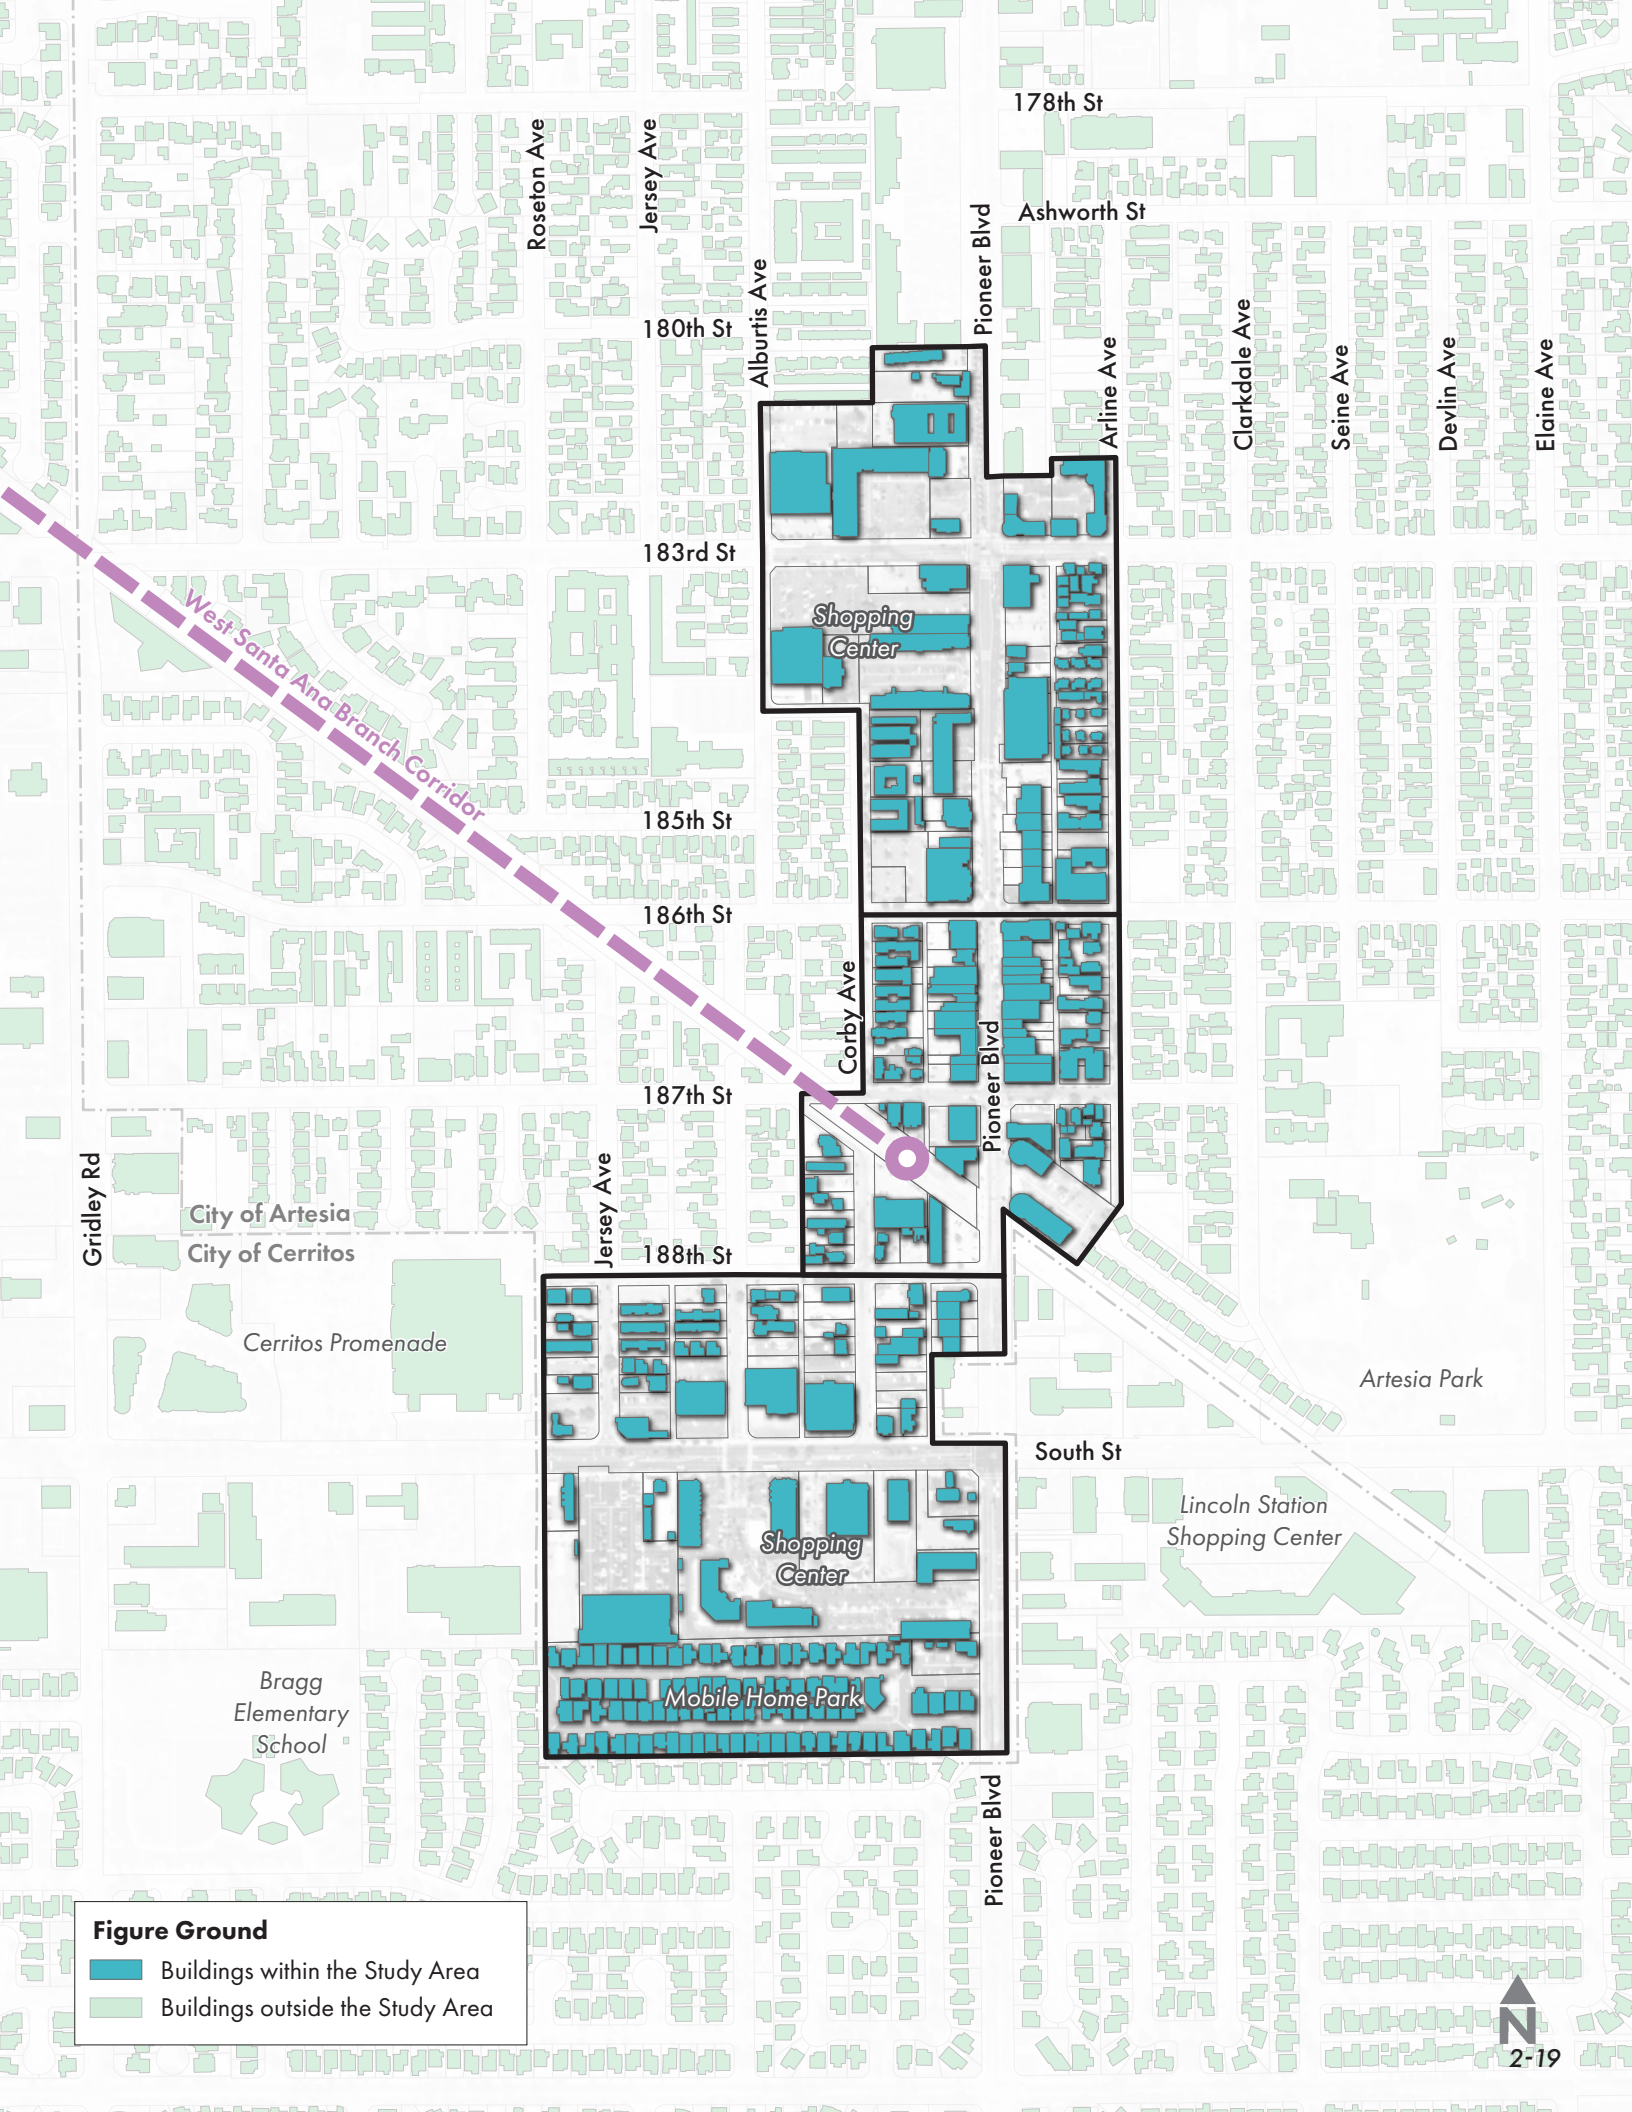 178th St
Roseton Ave
Jersey Ave
Ashworth St
Pioneer Blvd
Alburtis Ave
180th St
Arline Ave
Clarkdale Ave
Seine Ave
Devlin Ave
Elaine Ave
183rd St
West Santa Ana Branch Corridor
Shopping
Center
185th St
186th St
Corby Ave
Pioneer Blvd
187th St
Gridley Rd
Jersey Ave
City of Artesia
City of Cerritos
188th St
Cerritos Promenade
Artesia Park
South St
Lincoln Station
Shopping Center
Shopping
Center
Bragg
Elementary
School
Mobile Home Park
Pioneer Blvd
Figure Ground
Buildings within the Study Area
Buildings outside the Study Area
N
2-19